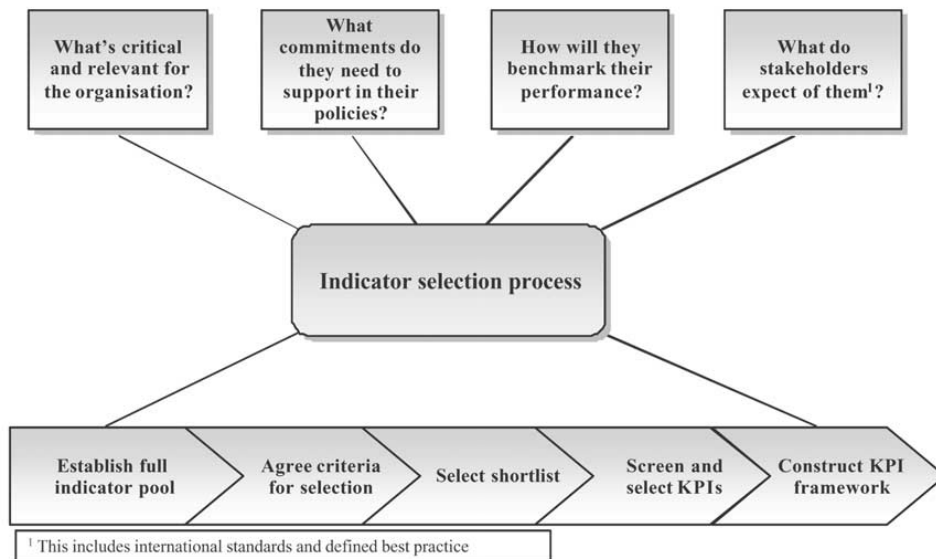 What's critical
and relevant for
the organisation?
What
commitments do
they need to
support in their
policies?
How will they
benchmark their
performance?
What do
stakeholders
expect of them¹?
Indicator selection process
Establish full
indicator pool
Agree criteria
for selection
Select shortlist
Screen and
select KPIs
Construct KPI
framework
¹ This includes international standards and defined best practice